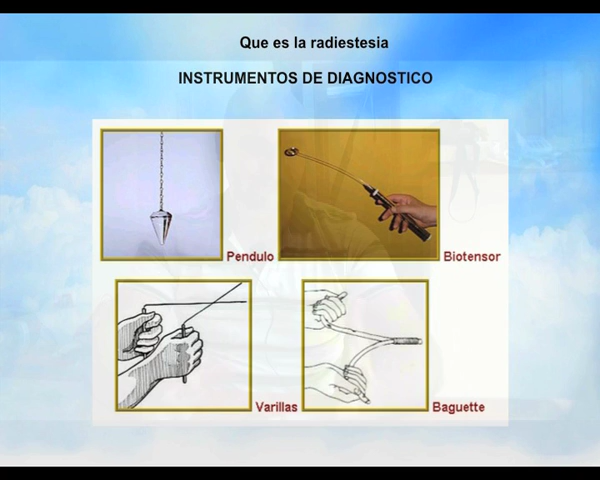 Que es la radiestesia
INSTRUMENTOS DE DIAGNOSTICO
Pendulo
Biotensor
Varillas
Baguette